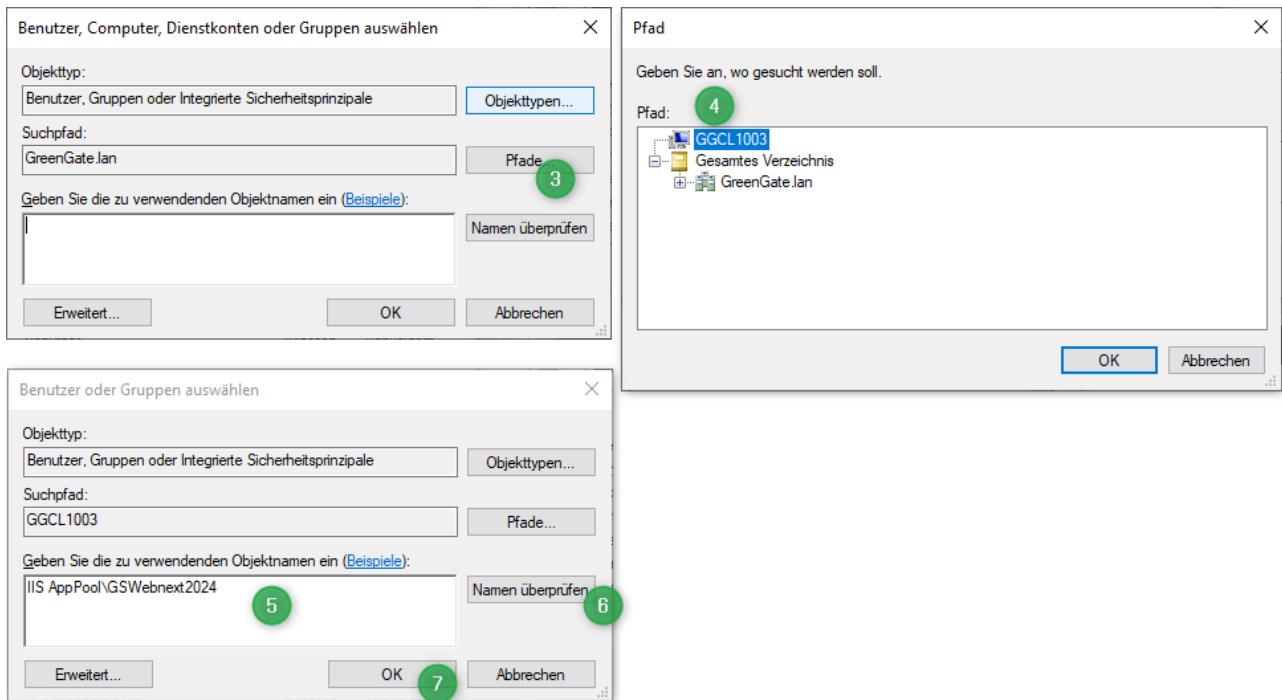 Benutzer, Computer, Dienstkonten oder Gruppen auswählen
Objekttyp:
Benutzer, Gruppen oder Integrierte Sicherheitsprinzipale
Objekttypen...
Suchpfad:
GreenGate.lan
Pfade...
3
Geben Sie die zu verwendenden Objektnamen ein (Beispiele):
Namen überprüfen
Erweitert...
OK
Abbrechen
Pfad
Geben Sie an, wo gesucht werden soll.
Pfad:
4
GGCL1003
Gesamtes Verzeichnis
GreenGate.lan
OK
Abbrechen
Benutzer oder Gruppen auswählen
Objekttyp:
Benutzer, Gruppen oder Integrierte Sicherheitsprinzipale
Objekttypen...
Suchpfad:
GGCL1003
Pfade...
Geben Sie die zu verwendenden Objektnamen ein (Beispiele):
IIS AppPool\GSWebnext2024
5
Namen überprüfen
6
Erweitert...
OK
7
Abbrechen